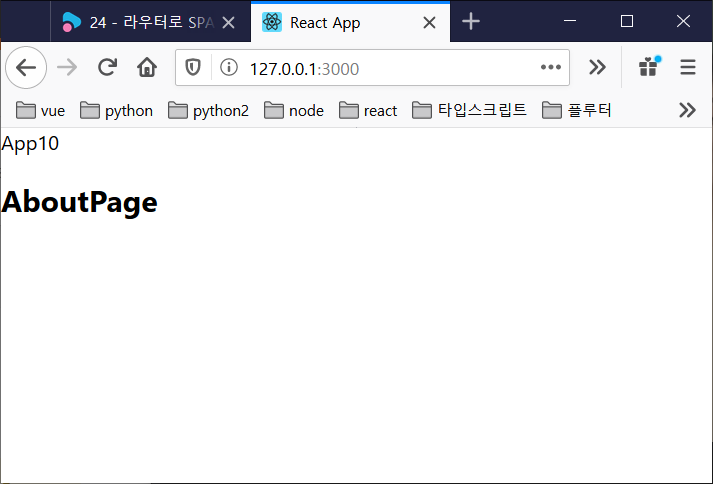 24 - 라우터로 SPA
React App
127.0.0.1:3000
vue
python
python2
node
react
타입스크립트
플루터
App10
AboutPage